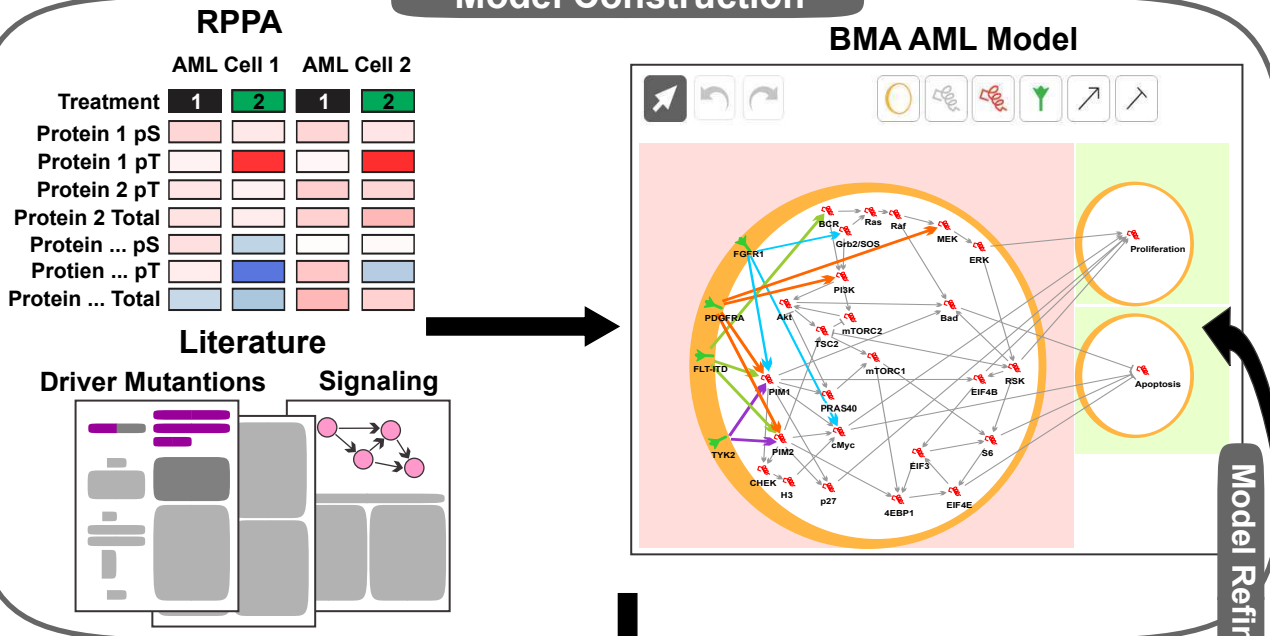 Model Construction
RPPA
AML Cell 1 AML Cell 2
Treatment 1 2 1 2
Protein 1 pS
Protein 1 pT
Protein 2 pT
Protein 2 Total
Protein ... pS
Protien ... pT
Protein ... Total
Literature
Driver Mutantions
Signaling
BMA AML Model
BCR
Ras
Raf
Grb2/SOS
MEK
ERK
FGFR1
PI3K
PDGFRA
Akt
mTORC2
Bad
TSC2
FLT-ITD
mTORC1
PIM1
EIF4B
RSK
PRAS40
TYK2
PIM2
cMyc
EIF3
S6
CHEK
H3
p27
4EBP1
EIF4E
Proliferation
Apoptosis
Model Refin